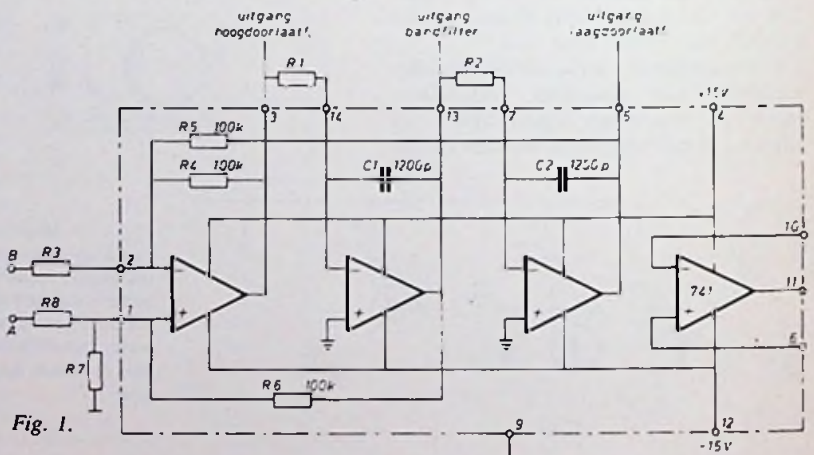 uitgang
hoogdoorlaatf.
uitgang
bandfilter
uitgang
laagdoorlaatf.
R1
R2
3
14
13
7
5
+15V
4
R5 100k
R4 100k
C1 1200p
C2 1200p
B
R3
2
−
+
−
+
−
+
−
741
+
10
11
6
R8
A
1
R7
R6 100k
Fig. 1.
9
12
-15V